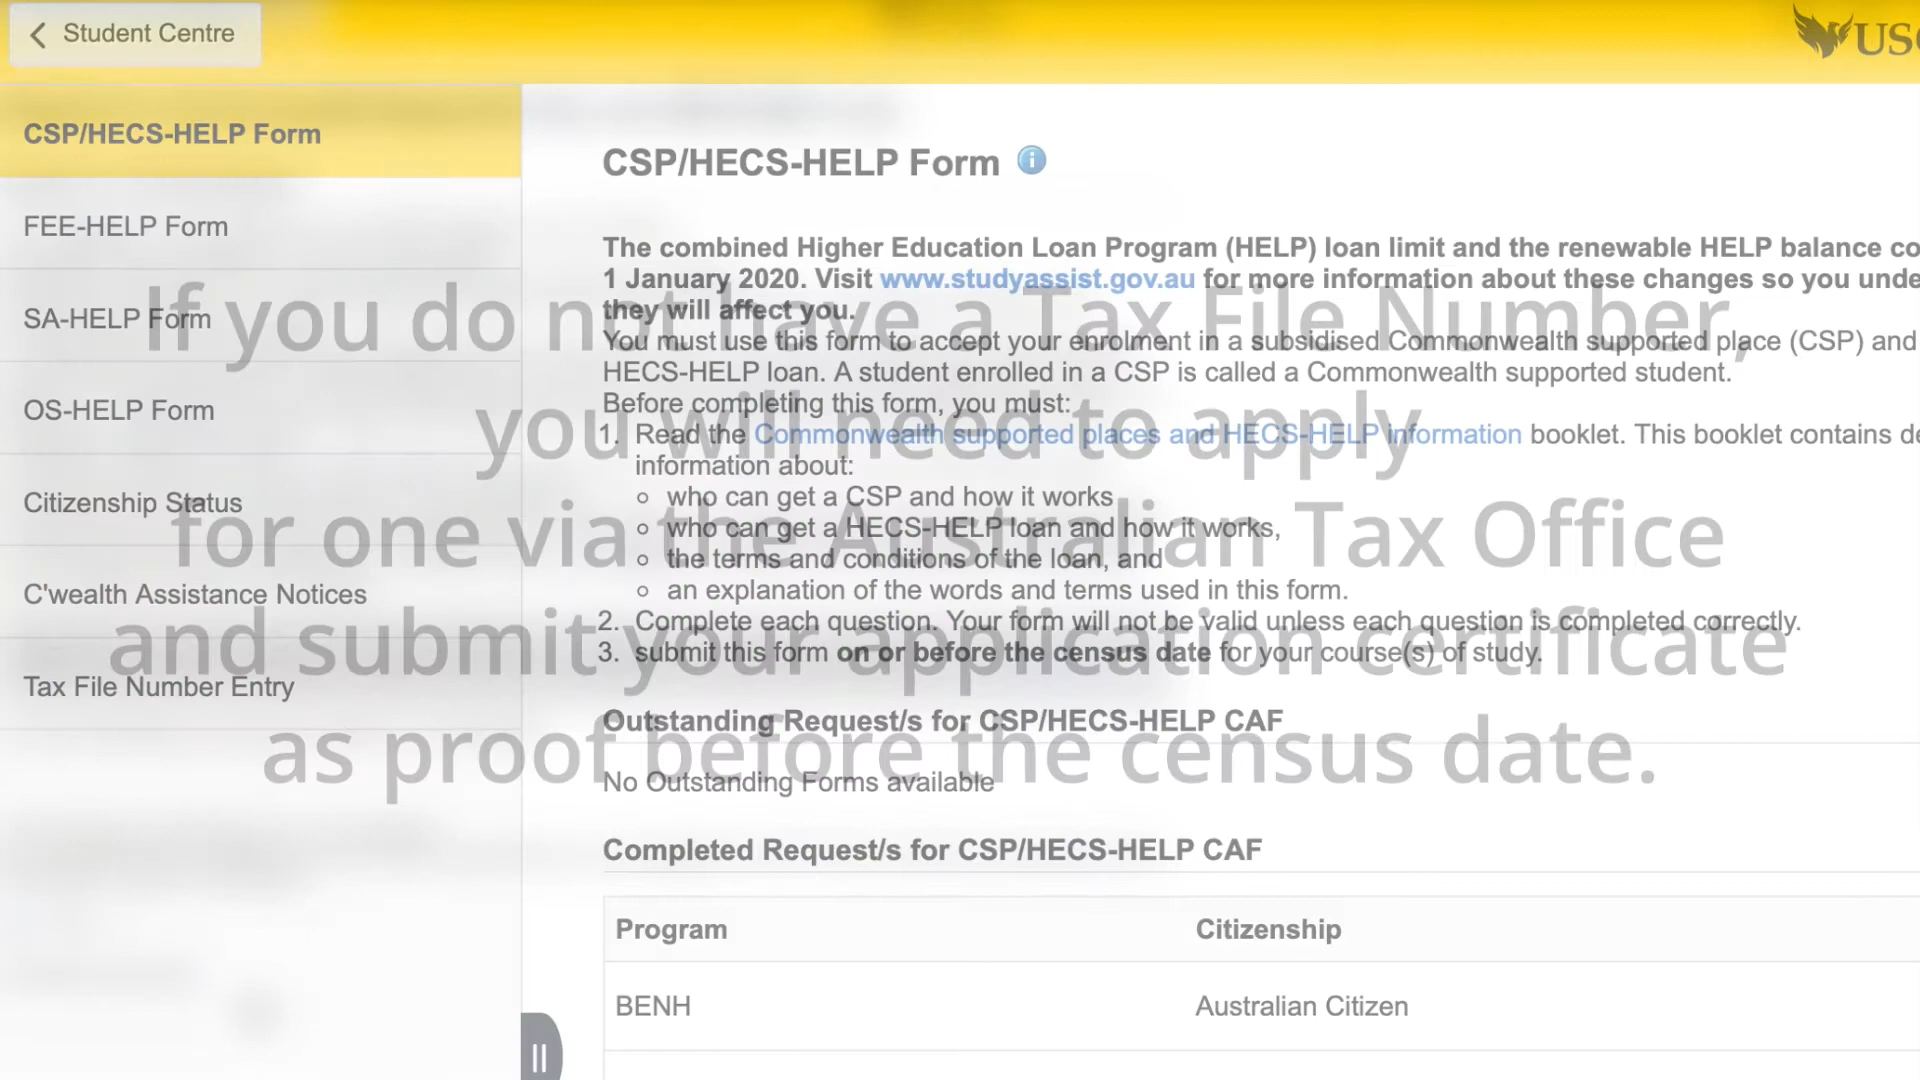 Student Centre
CSP/HECS-HELP Form
FEE-HELP Form
SA-HELP Form
OS-HELP Form
Citizenship Status
C'wealth Assistance Notices
Tax File Number Entry
CSP/HECS-HELP Form
The combined Higher Education Loan Program (HELP) loan limit and the renewable HELP balance
1 January 2020. Visit www.studyassist.gov.au for more information about these changes so you
they will affect you.
You must use this form to accept your enrolment in a subsidised Commonwealth supported place (CSP) and
HECS-HELP loan. A student enrolled in a CSP is called a Commonwealth supported student.
Before completing this form, you must:
1. Read the Commonwealth supported places and HECS-HELP information booklet. This booklet contains
information about:
who can get a CSP and how it works
who can get a HECS-HELP loan and how it works,
the terms and conditions of the loan, and
an explanation of the words and terms used in this form.
2. Complete each question. Your form will not be valid unless each question is completed correctly.
3. submit this form on or before the census date for your course(s) of study.
Outstanding Request/s for CSP/HECS-HELP CAF
No Outstanding Forms available
Completed Request/s for CSP/HECS-HELP CAF
Program Citizenship
BENH Australian Citizen
If you do not have a Tax File Number,
you will need to apply
for one via the Australian Tax Office
and submit your application certificate
as proof before the census date.